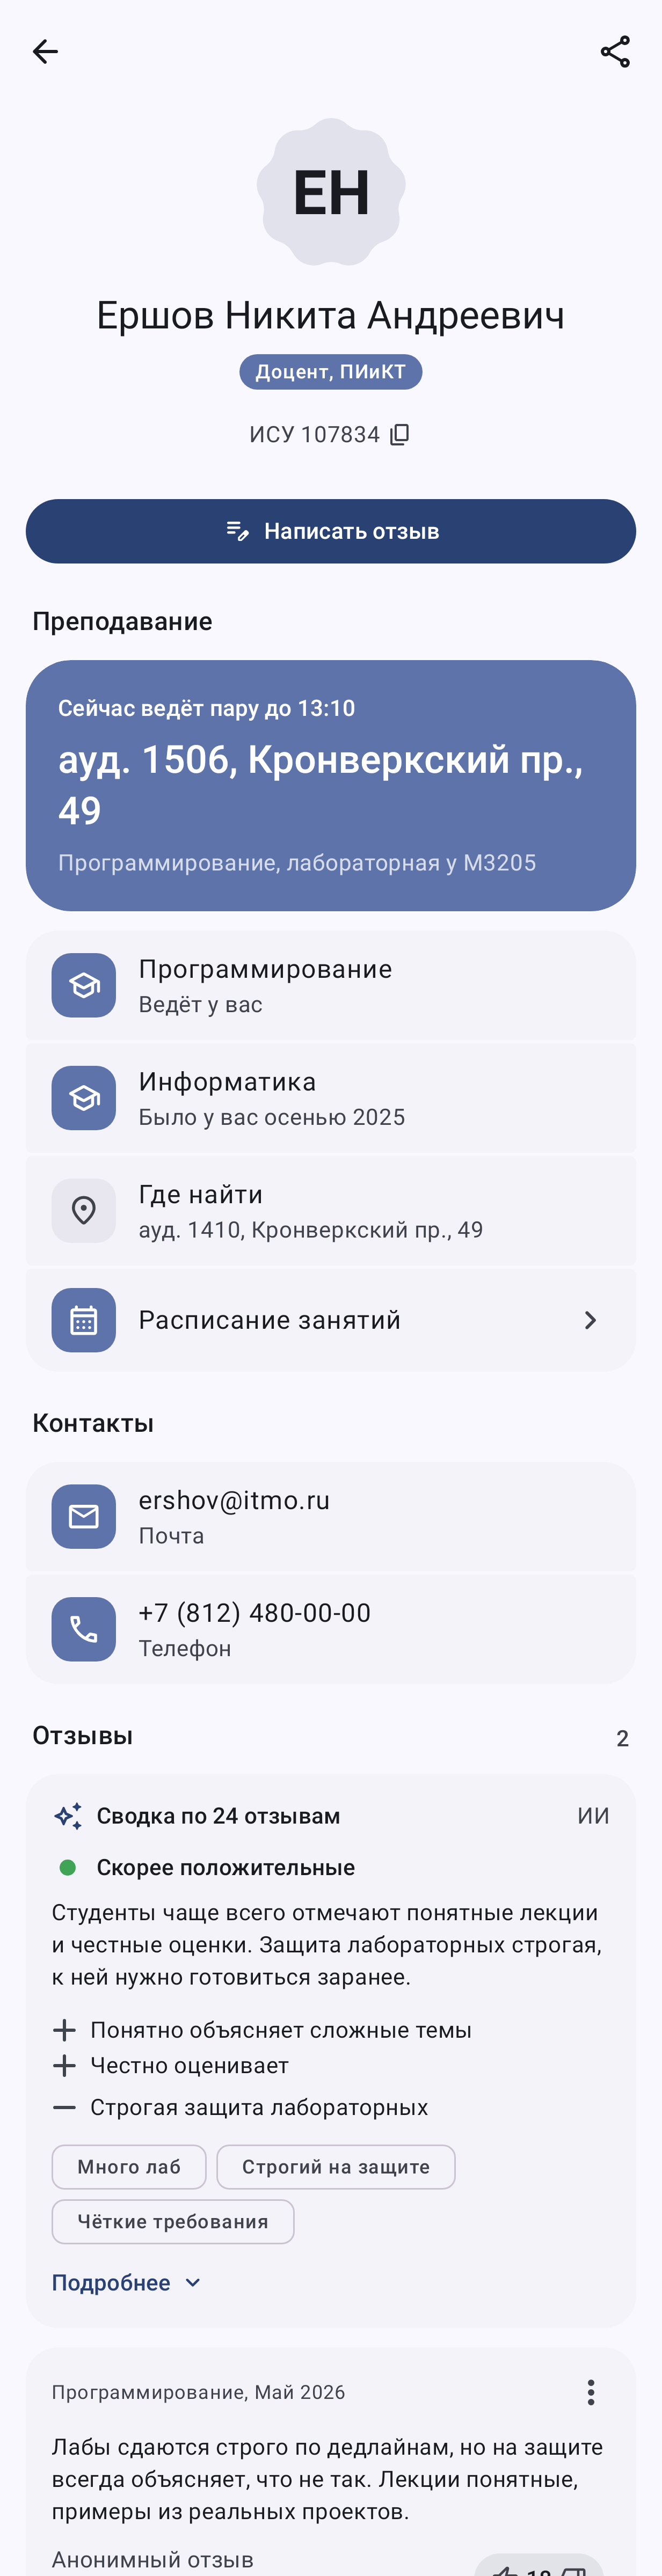 ЕН
Ершов Никита Андреевич
Доцент, ПИиКТ
ИСУ 107834
Написать отзыв
Преподавание
Сейчас ведёт пару до 13:10
ауд. 1506, Кронверкский пр.,
49
Программирование, лабораторная у М3205
Программирование
Ведёт у вас
Информатика
Было у вас осенью 2025
Где найти
ауд. 1410, Кронверкский пр., 49
Расписание занятий
Контакты
ershov@itmo.ru
Почта
+7 (812) 480-00-00
Телефон
Отзывы 2
Сводка по 24 отзывам ИИ
Скорее положительные
Студенты чаще всего отмечают понятные лекции
и честные оценки. Защита лабораторных строгая,
к ней нужно готовиться заранее.
Понятно объясняет сложные темы
Честно оценивает
Строгая защита лабораторных
Много лаб Строгий на защите
Чёткие требования
Подробнее
Программирование, Май 2026
Лабы сдаются строго по дедлайнам, но на защите
всегда объясняет, что не так. Лекции понятные,
примеры из реальных проектов.
Анонимный отзыв